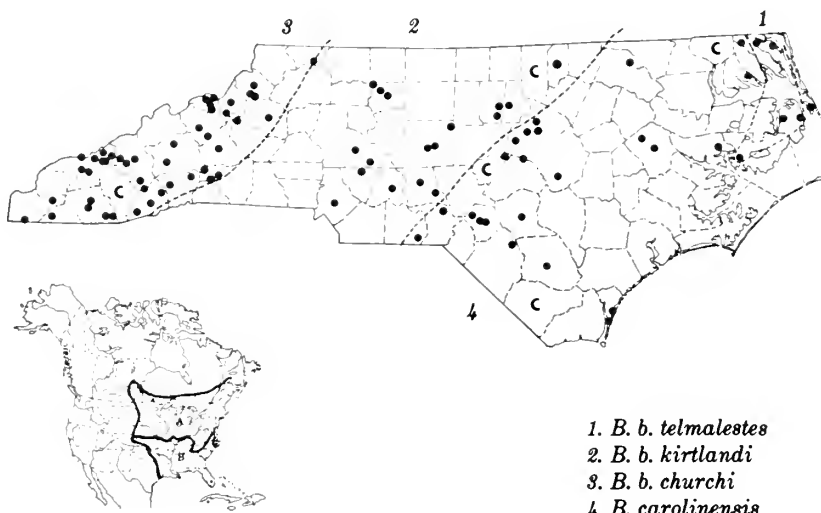 3 2 1
C C
C
C
4 C
A
B
1. B. b. telmalestes
2. B. b. kirtlandi
3. B. b. churchi
4. B. carolinensis